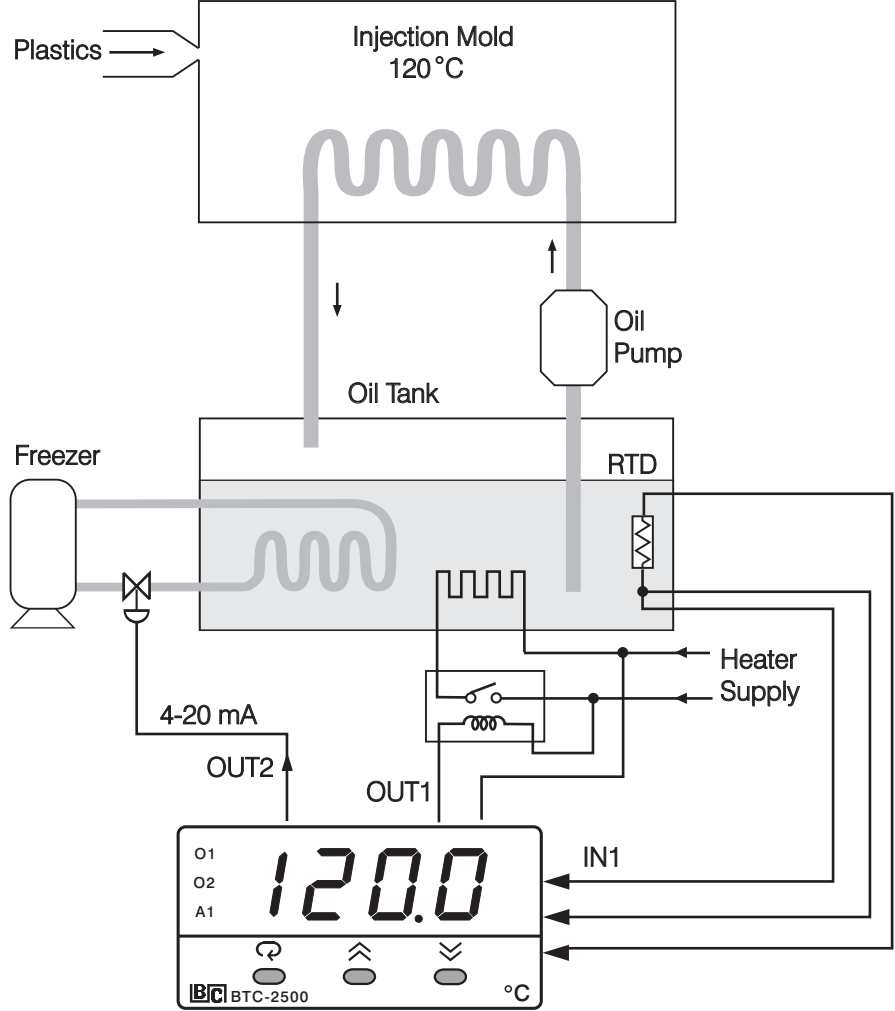 Injection Mold
120°C
Plastics
Oil
Pump
Oil Tank
Freezer
RTD
Heater
Supply
4-20 mA
OUT2
OUT1
IN1
O1
O2
A1
120.0
BC BTC-2500
°C